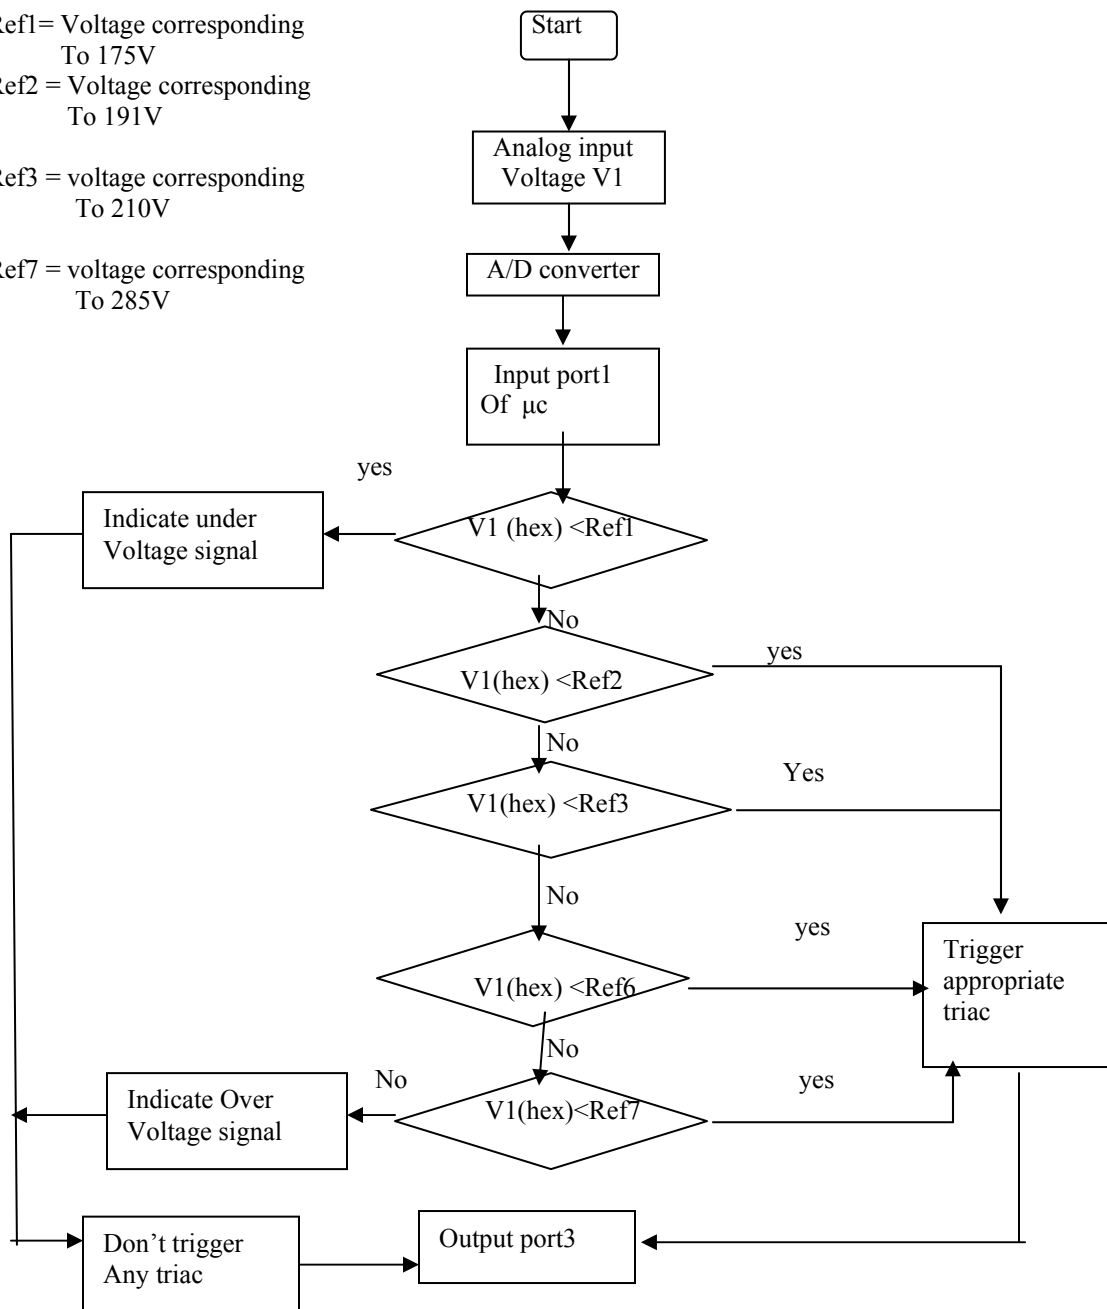 Ref1= Voltage corresponding
To 175V
Ref2 = Voltage corresponding
To 191V
Ref3 = voltage corresponding
To 210V
Ref7 = voltage corresponding
To 285V
Start
Analog input
Voltage V1
A/D converter
Input port1
Of μc
yes
Indicate under
Voltage signal
V1 (hex) <Ref1
No
yes
V1(hex) <Ref2
No
Yes
V1(hex) <Ref3
No
yes
V1(hex) <Ref6
Trigger
appropriate
triac
No
No
yes
Indicate Over
Voltage signal
V1(hex)<Ref7
Don’t trigger
Any triac
Output port3